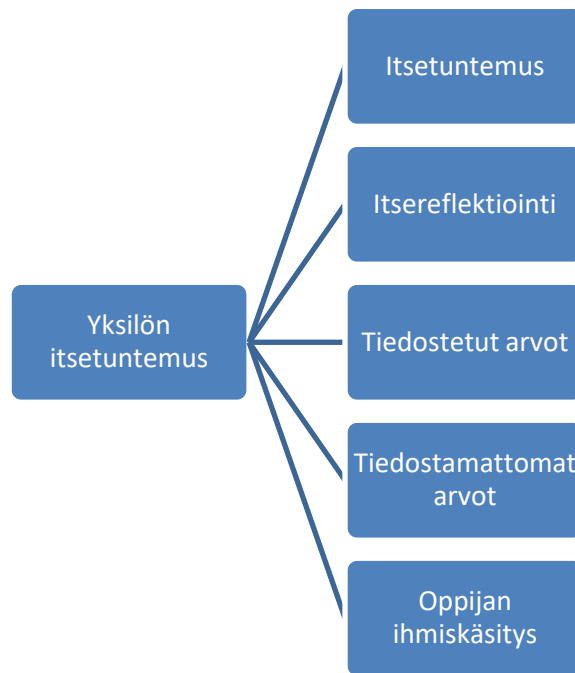 Itsetuntemus
Itsereflektiointi
Yksilön
itsetuntemus
Tiedostetut arvot
Tiedostamattomat
arvot
Oppijan
ihmiskäsitys